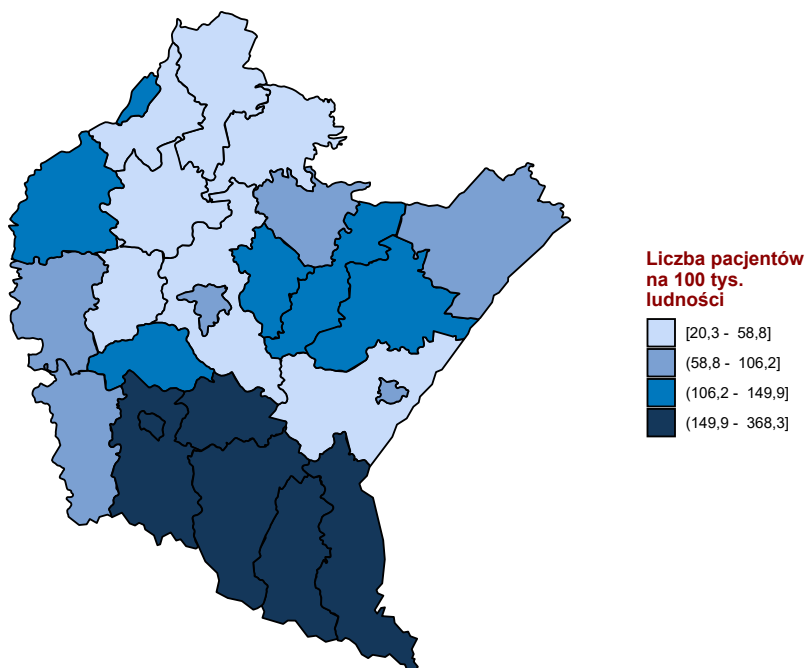 Liczba pacjentów
na 100 tys.
ludności
[20,3 - 58,8]
(58,8 - 106,2]
(106,2 - 149,9]
(149,9 - 368,3]